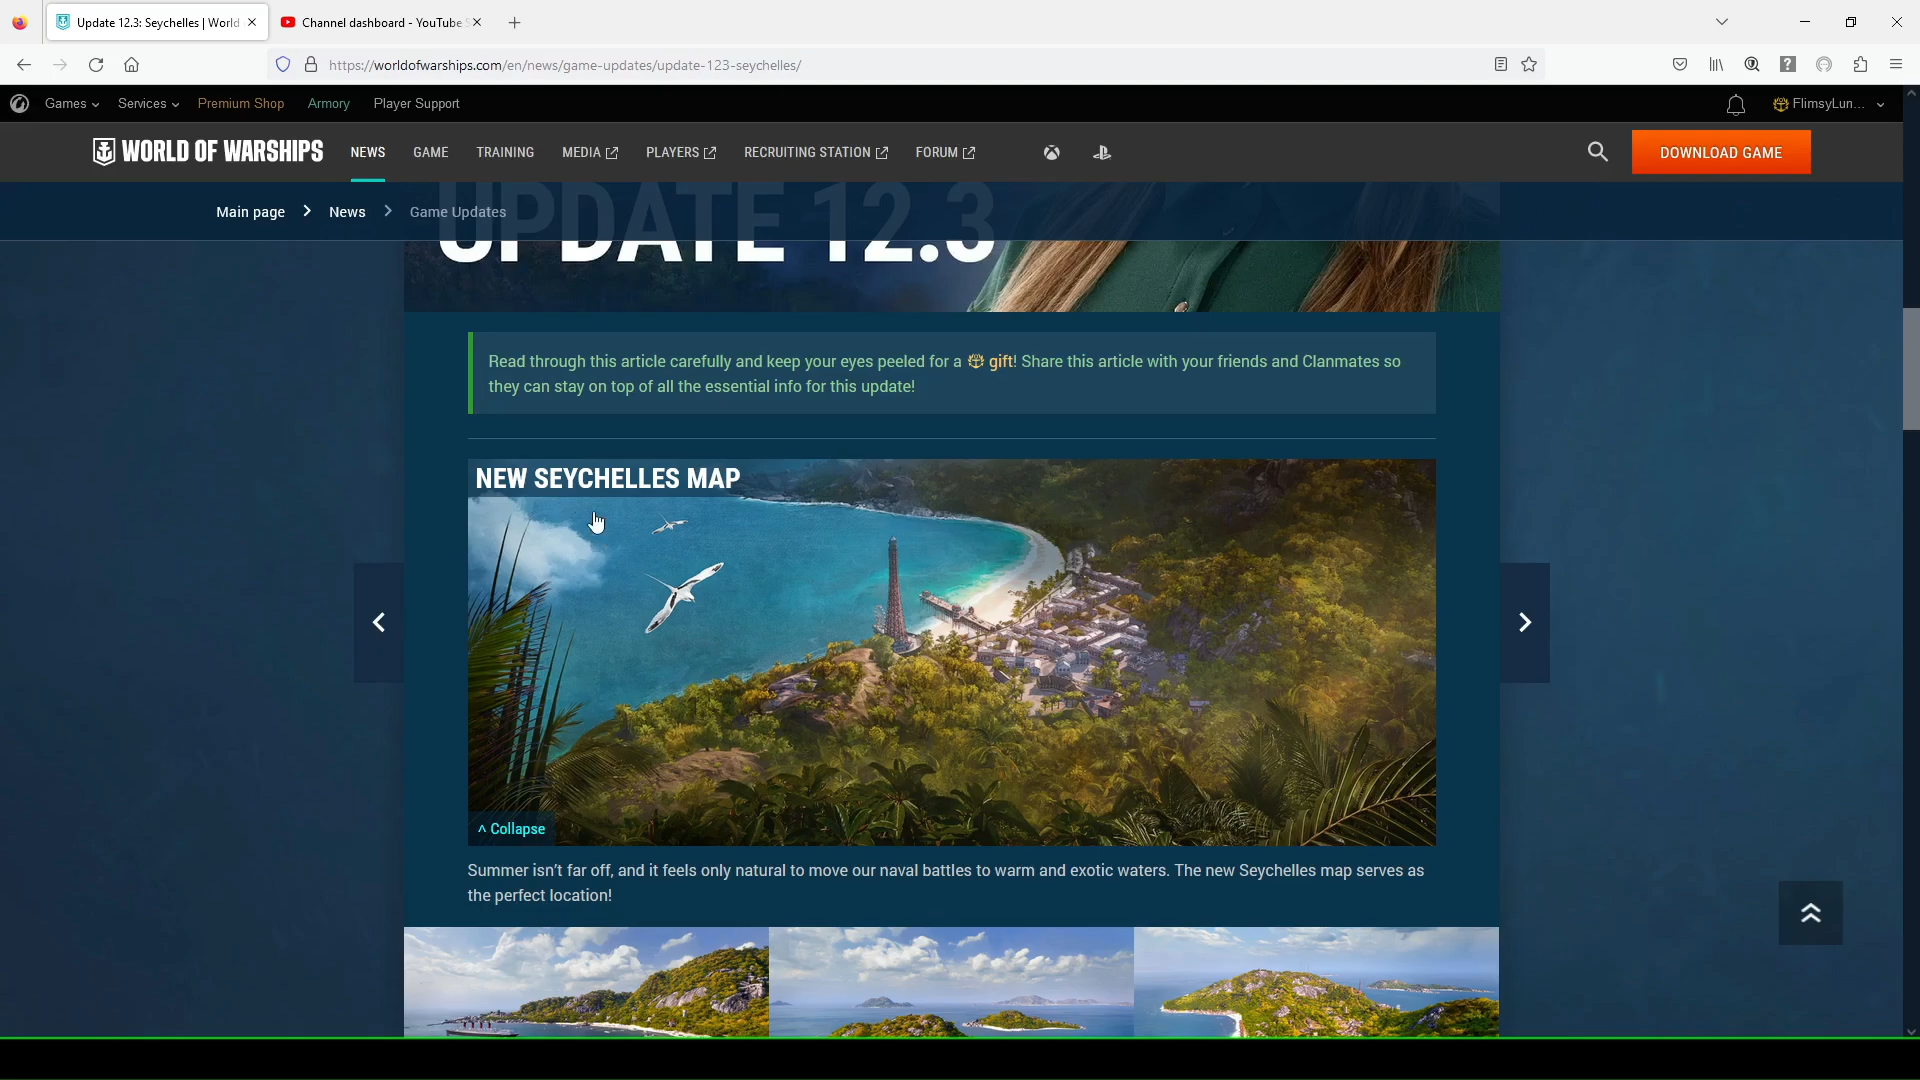 Update 12.3: Seychelles | World
Channel dashboard - YouTube S
https://worldofwarships.com/en/news/game-updates/update-123-seychelles/
Games Services Premium Shop Armory Player Support
FlimsyLun...
WORLD OF WARSHIPS NEWS GAME TRAINING MEDIA PLAYERS RECRUITING STATION FORUM DOWNLOAD GAME
Main page > News > Game Updates
UPDATE 12.3
Read through this article carefully and keep your eyes peeled for a gift! Share this article with your friends and Clanmates so
they can stay on top of all the essential info for this update!
NEW SEYCHELLES MAP
^ Collapse
Summer isn't far off, and it feels only natural to move our naval battles to warm and exotic waters. The new Seychelles map serves as
the perfect location!